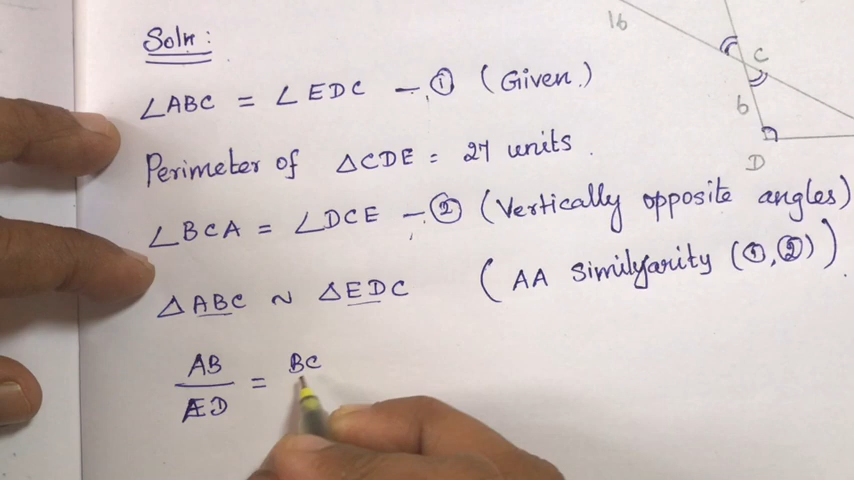 Soln :
16
∠ABC = ∠EDC — ① (Given.)
C
6
Perimeter of △CDE = 27 units.
D
∠BCA = ∠DCE — ② (Vertically opposite angles)
△ABC ~ △EDC (AA similyarity (①,②)).
AB/ED = BC